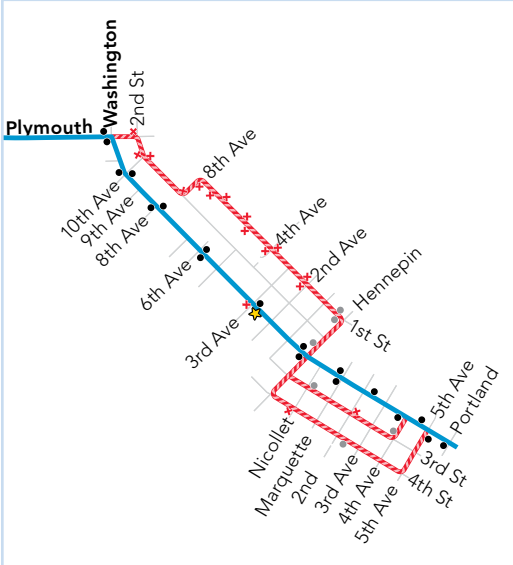 Washington
2nd St
Plymouth
8th Ave
10th Ave
9th Ave
8th Ave
4th Ave
2nd Ave
6th Ave
Hennepin
3rd Ave
1st St
5th Ave
Portland
Nicollet
Marquette
2nd
3rd Ave
4th Ave
5th Ave
3rd St
4th St